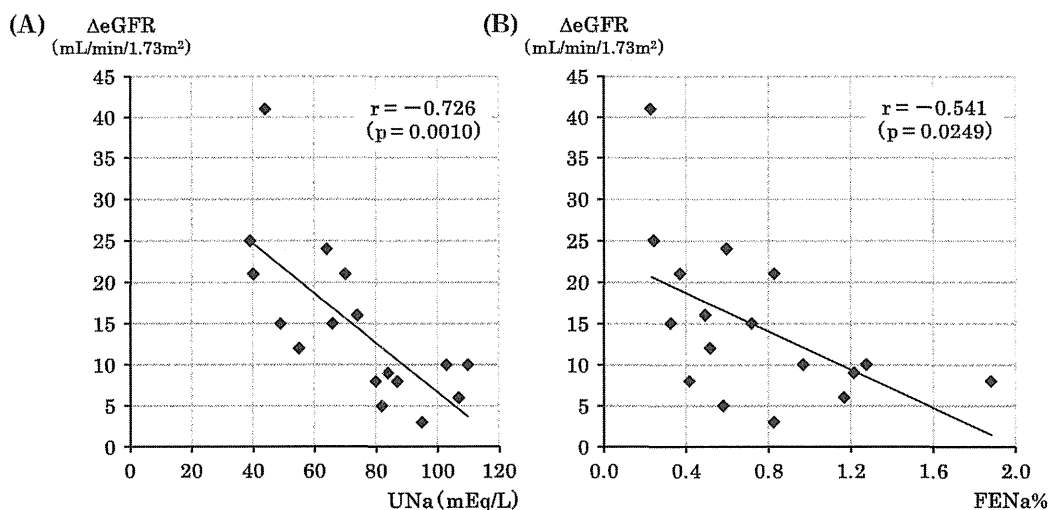 (A) ΔeGFR
(mL/min/1.73m²)
45
40
35
30
25
20
15
10
5
0
r = −0.726
(p = 0.0010)
0 20 40 60 80 100 120
UNa (mEq/L)
(B) ΔeGFR
(mL/min/1.73m²)
45
40
35
30
25
20
15
10
5
0
r = −0.541
(p = 0.0249)
0.0 0.4 0.8 1.2 1.6 2.0
FENa%